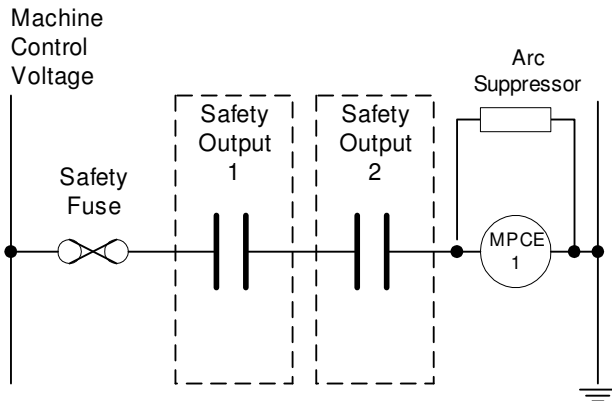 Machine
Control
Voltage
Safety
Fuse
Safety
Output
1
Safety
Output
2
Arc
Suppressor
MPCE
1